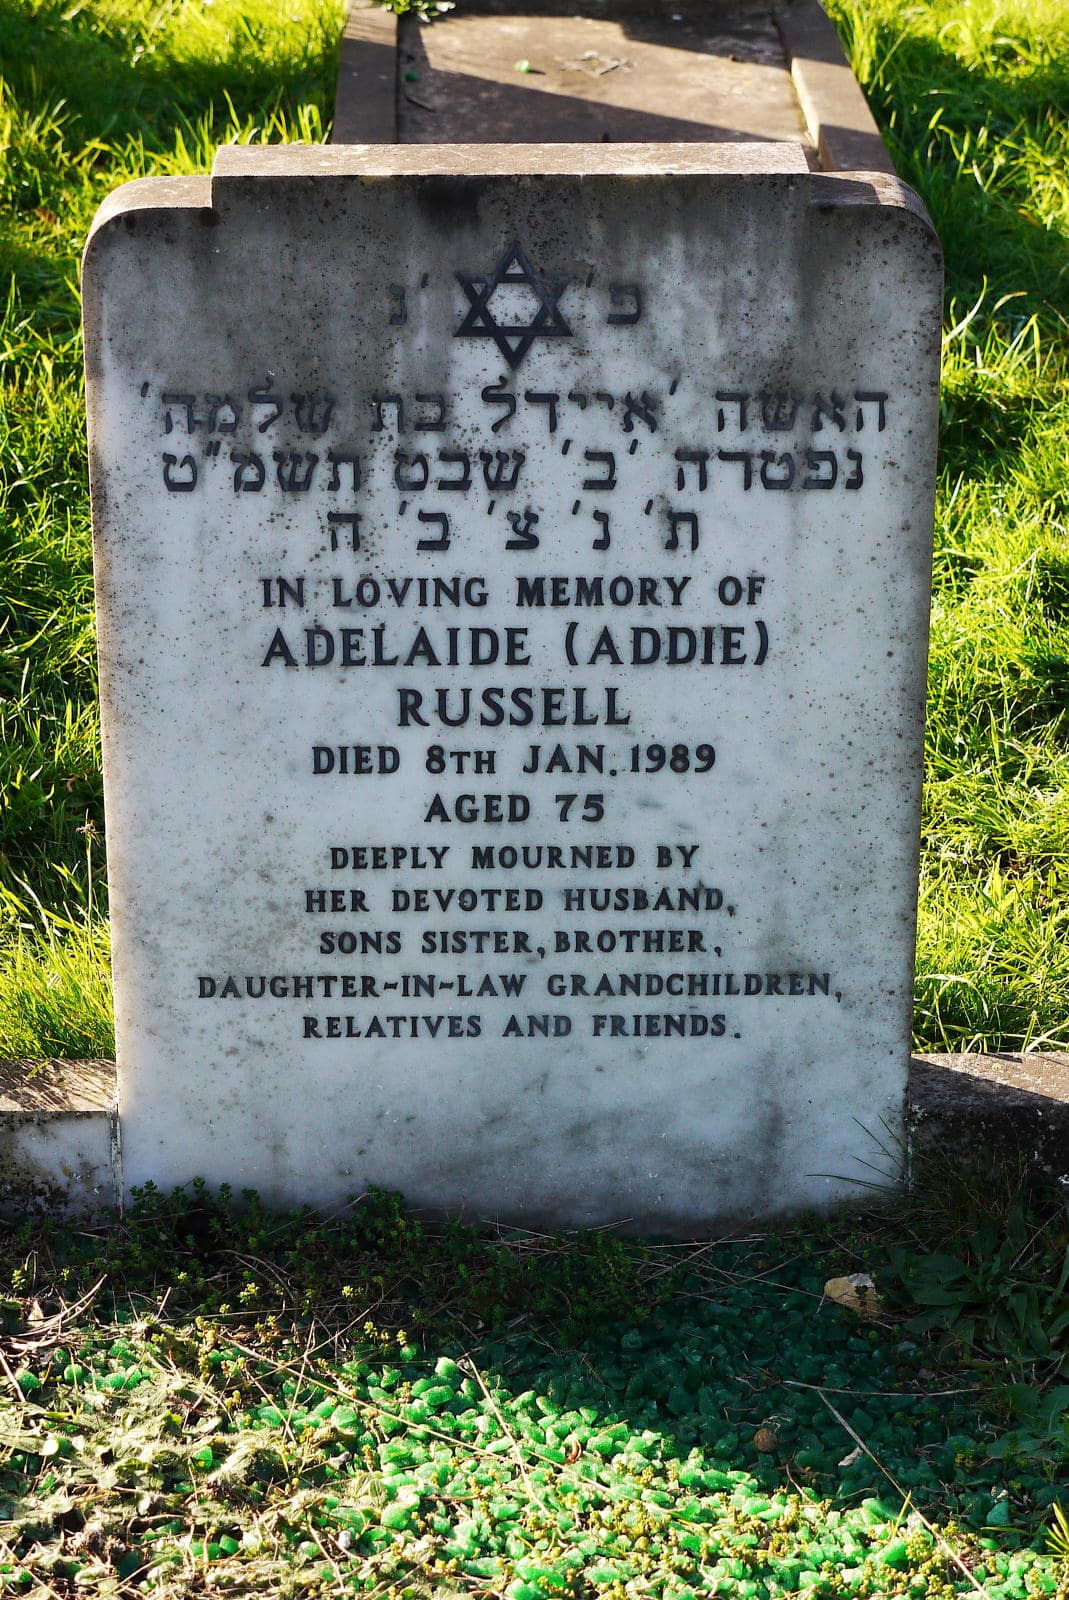 פ' נ'
האשה 'איידל בת שלמה'
נפטרה 'ב' שבט תשמ"ט
ת' נ' צ' ב' ה
IN LOVING MEMORY OF
ADELAIDE (ADDIE)
RUSSELL
DIED 8TH JAN. 1989
AGED 75
DEEPLY MOURNED BY
HER DEVOTED HUSBAND,
SONS SISTER, BROTHER,
DAUGHTER-IN-LAW GRANDCHILDREN,
RELATIVES AND FRIENDS.